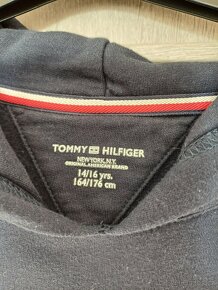 TOMMY HILFIGER
NEW YORK, N.Y.
ORIGINAL AMERICAN BRAND
14/16 yrs.
164/176 cm